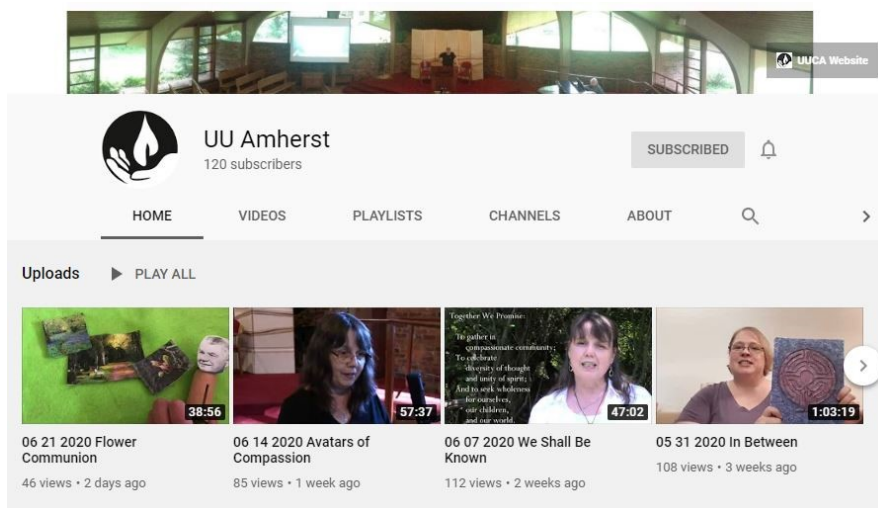 UUCA Website
UU Amherst
120 subscribers
SUBSCRIBED
HOME VIDEOS PLAYLISTS CHANNELS ABOUT
Uploads PLAY ALL
38:56
57:37
Together We Promise:
To gather in
compassionate community;
To celebrate
diversity of thought
and unity of spirit;
And to seek wholeness
for ourselves,
our children,
and our world.
47:02
1:03:19
06 21 2020 Flower
Communion
46 views • 2 days ago
06 14 2020 Avatars of
Compassion
85 views • 1 week ago
06 07 2020 We Shall Be
Known
112 views • 2 weeks ago
05 31 2020 In Between
108 views • 3 weeks ago